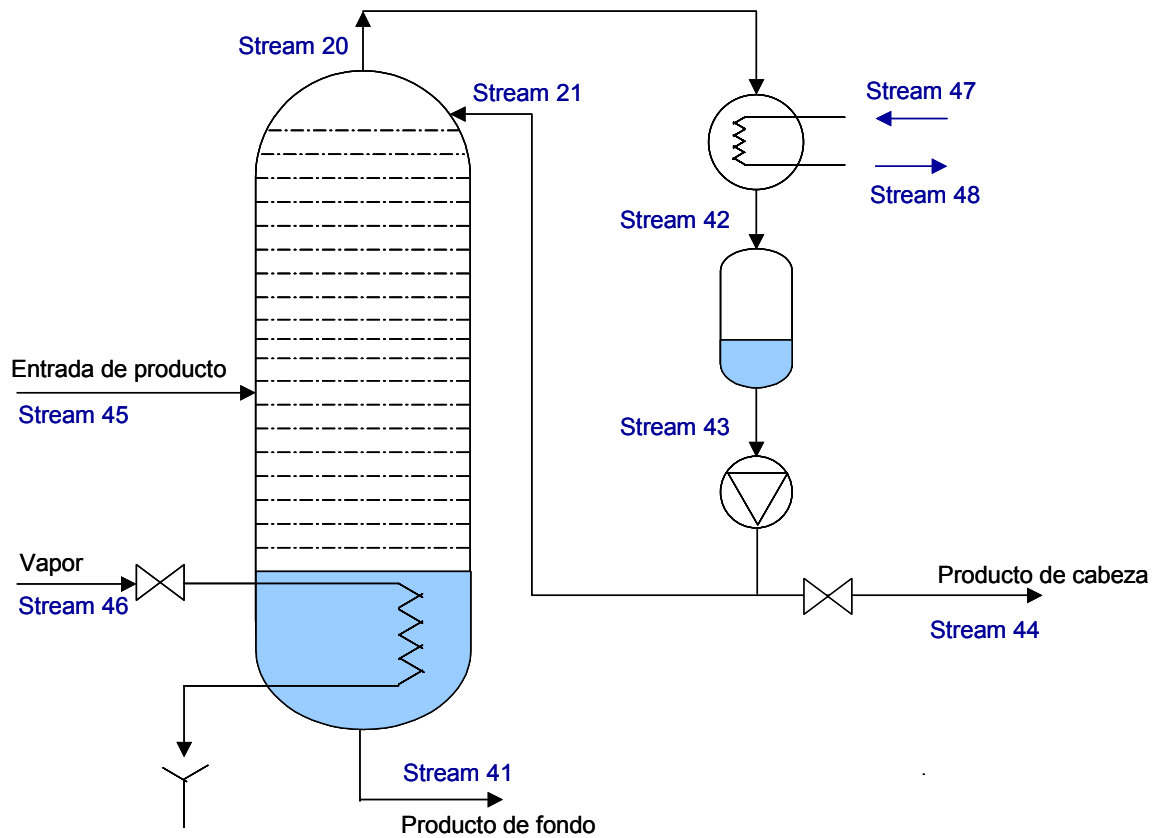 Stream 20
Stream 21
Stream 47
Stream 48
Stream 42
Entrada de producto
Stream 45
Stream 43
Vapor
Stream 46
Producto de cabeza
Stream 44
Stream 41
Producto de fondo